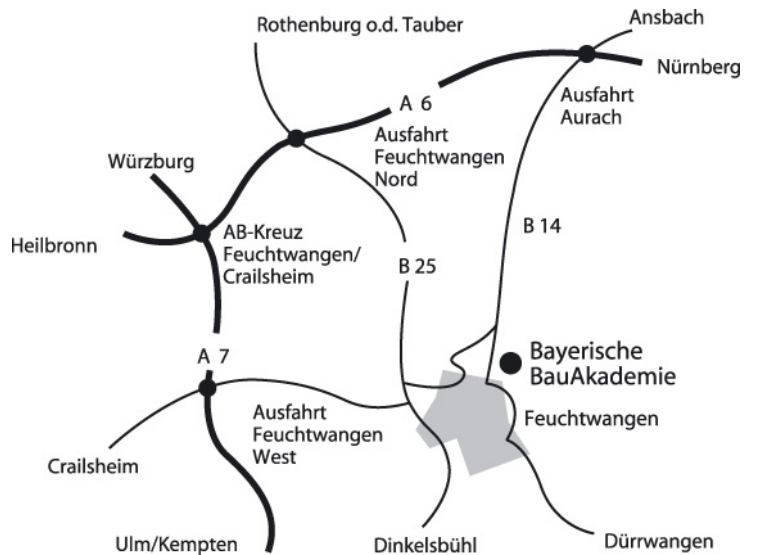 Ansbach
Rothenburg o.d. Tauber
Nürnberg
A 6
Ausfahrt
Aurach
Ausfahrt
Feuchtwangen
Nord
Würzburg
Heilbronn
AB-Kreuz
Feuchtwangen/
Crailsheim
B 14
B 25
A 7
Bayerische
BauAkademie
Ausfahrt
Feuchtwangen
West
Feuchtwangen
Crailsheim
Ulm/Kempten
Dinkelsbühl
Dürrwangen